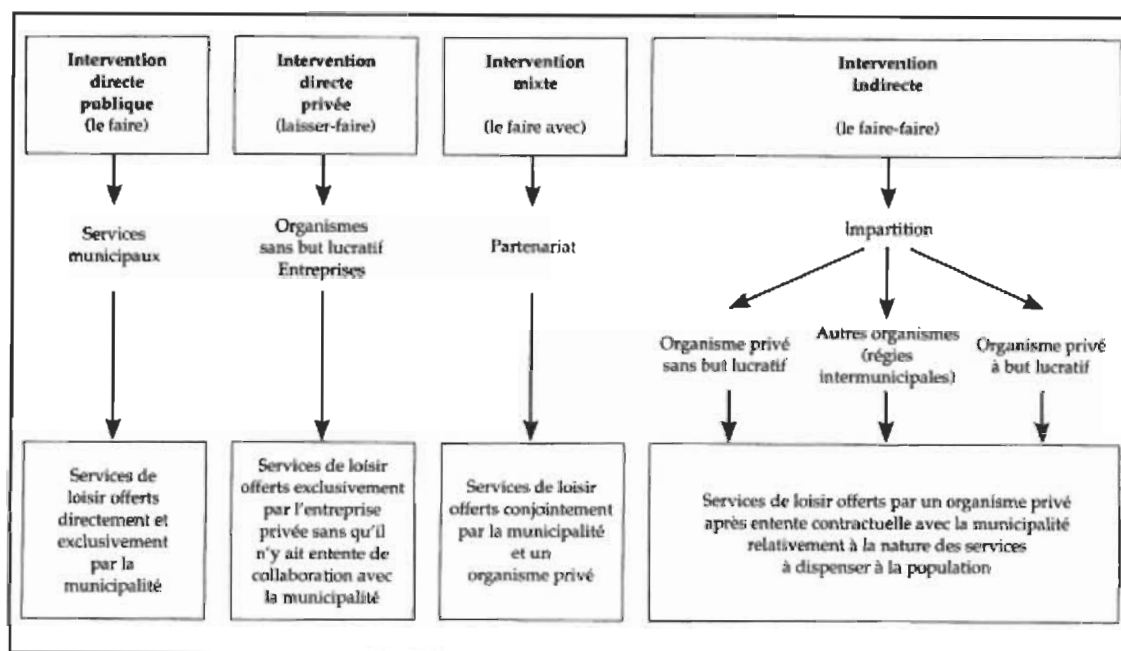 Intervention
directe
publique
(le faire)
Intervention
directe
privée
(laisser-faire)
Intervention
mixte
(le faire avec)
Intervention
indirecte
(le faire-faire)
Services
municipaux
Organismes
sans but lucratif
Entreprises
Partenariat
Impartition
Organisme privé
sans but lucratif
Autres organismes
(régies
intermunicipales)
Organisme privé
à but lucratif
Services de
loisir offerts
directement et
exclusivement
par la
municipalité
Services de loisir
offerts exclusivement
par l'entreprise
privée sans qu'il
n'y ait entente de
collaboration avec
la municipalité
Services de loisir
offerts conjointement
par la municipalité
et un
organisme privé
Services de loisir offerts par un organisme privé
après entente contractuelle avec la municipalité
relativement à la nature des services
à dispenser à la population